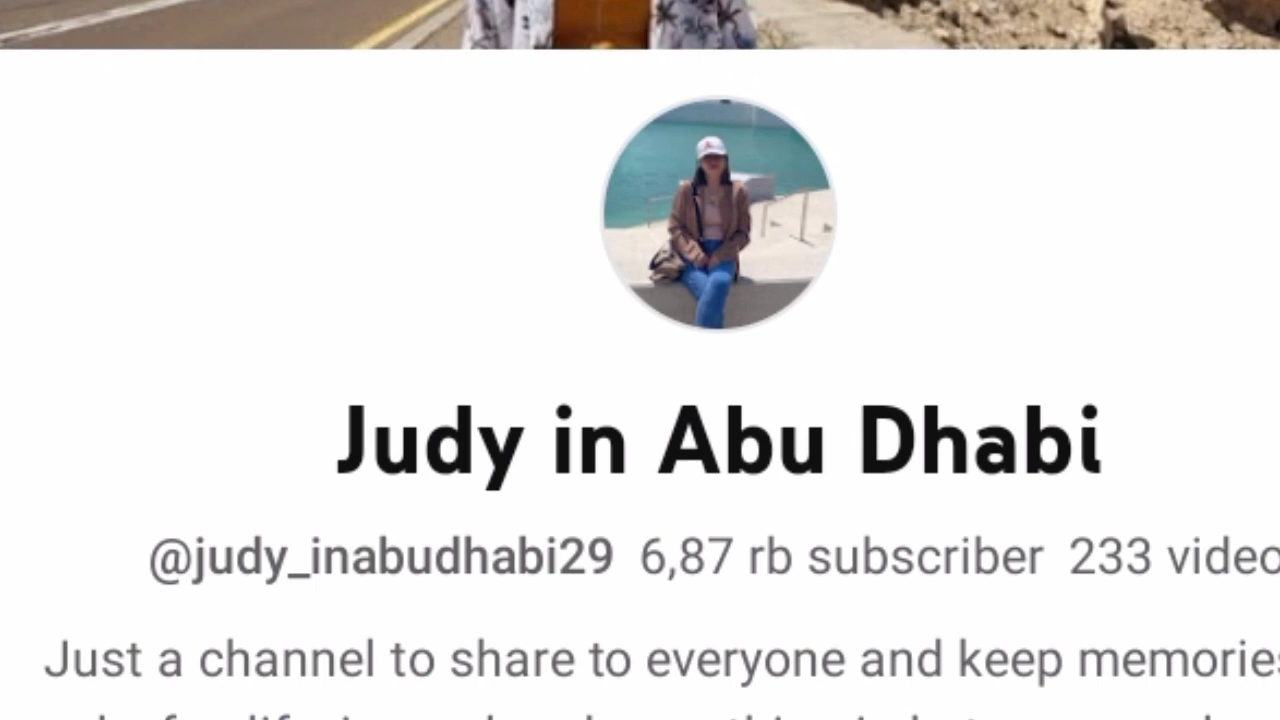 Judy in Abu Dhabi
@judy_inabudhabi29 6,87 rb subscriber 233 video
Just a channel to share to everyone and keep memories